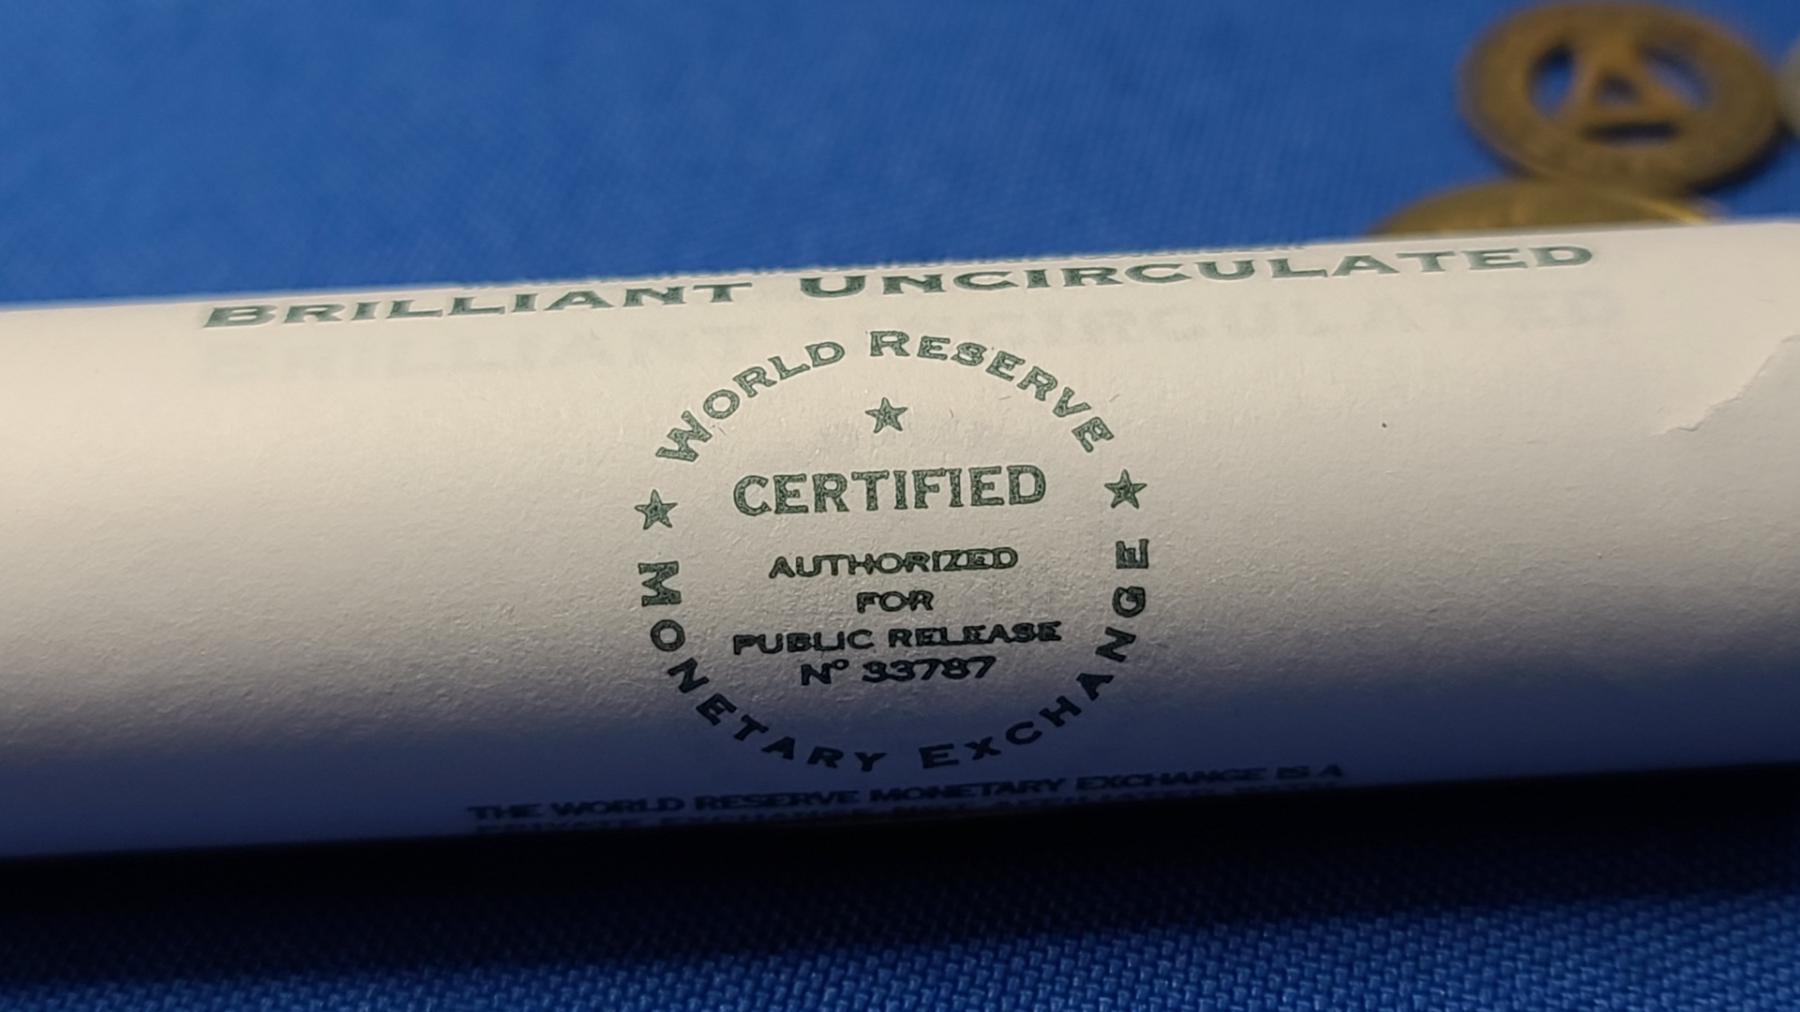 BRILLIANT UNCIRCULATED
WORLD RESERVE
CERTIFIED
AUTHORIZED
FOR
PUBLIC RELEASE
Nº 33787
MONETARY EXCHANGE
THE WORLD RESERVE MONETARY EXCHANGE IS A